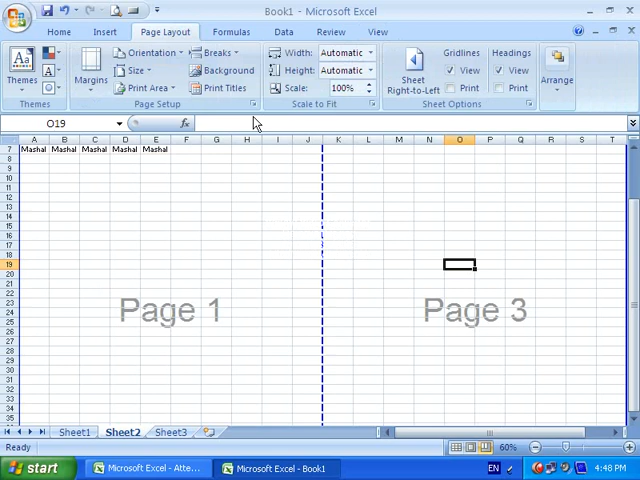 Book1 - Microsoft Excel
Home Insert Page Layout Formulas Data Review View
Themes Margins Orientation Size Print Area Breaks Background Print Titles Width: Automatic Height: Automatic Scale: 100% Sheet Right-to-Left Gridlines View Print Headings View Print Arrange
Themes Page Setup Scale to Fit Sheet Options
O19 fx
A B C D E F G H I J K L M N O P Q R S T
7 Mashal Mashal Mashal Mashal Mashal
8
9
10
11
12
13
14
15
16
17
18
19
20
21
22
23
24
25
26
27
28
29
30
31
32
33
34
35
Page 1 Page 3
Sheet1 Sheet2 Sheet3
Ready 60%
start Microsoft Excel - Atte... Microsoft Excel - Book1 EN 4:48 PM